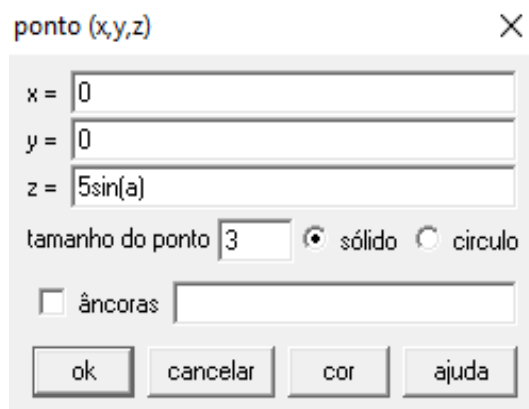 ponto (x,y,z)
x = 0
y = 0
z = 5sin(a)
tamanho do ponto 3 sólido circulo
âncoras
ok cancelar cor ajuda